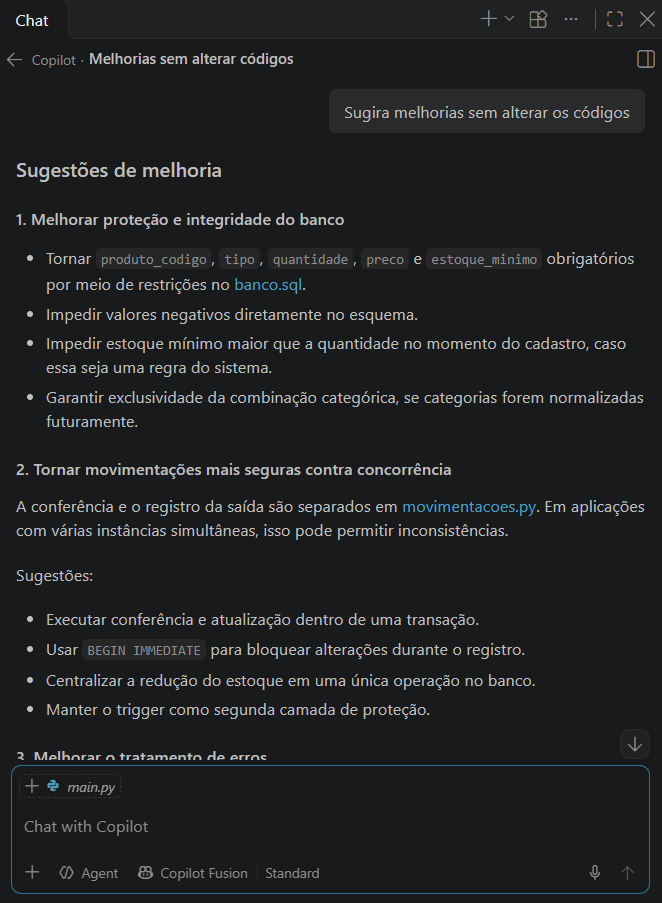 Chat
Copilot · Melhorias sem alterar códigos
Sugira melhorias sem alterar os códigos
Sugestões de melhoria
1. Melhorar proteção e integridade do banco
Tornar produto_codigo, tipo, quantidade, preco e estoque_minimo obrigatórios
por meio de restrições no banco.sql.
Impedir valores negativos diretamente no esquema.
Impedir estoque mínimo maior que a quantidade no momento do cadastro, caso
essa seja uma regra do sistema.
Garantir exclusividade da combinação categórica, se categorias forem normalizadas
futuramente.
2. Tornar movimentações mais seguras contra concorrência
A conferência e o registro da saída são separados em movimentacoes.py. Em aplicações
com várias instâncias simultâneas, isso pode permitir inconsistências.
Sugestões:
Executar conferência e atualização dentro de uma transação.
Usar BEGIN IMMEDIATE para bloquear alterações durante o registro.
Centralizar a redução do estoque em uma única operação no banco.
Manter o trigger como segunda camada de proteção.
3. Melhorar o tratamento de erros
main.py
Chat with Copilot
Agent Copilot Fusion Standard